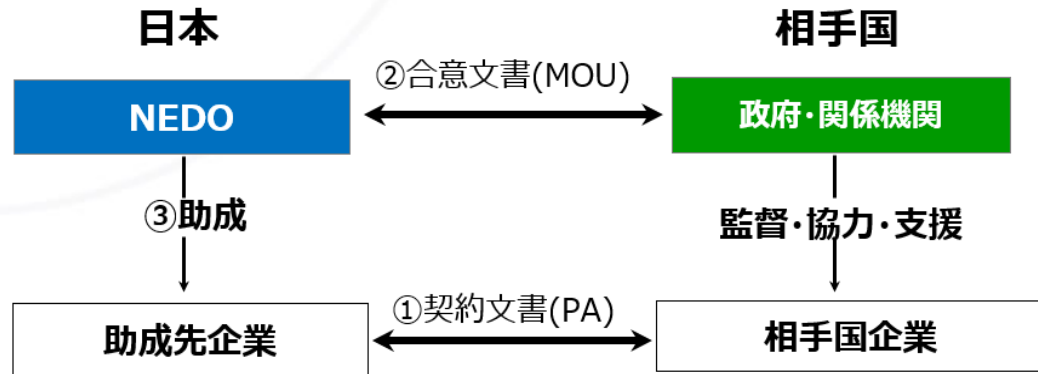 日本
相手国
②合意文書(MOU)
NEDO
政府・関係機関
③助成
監督・協力・支援
①契約文書(PA)
助成先企業
相手国企業